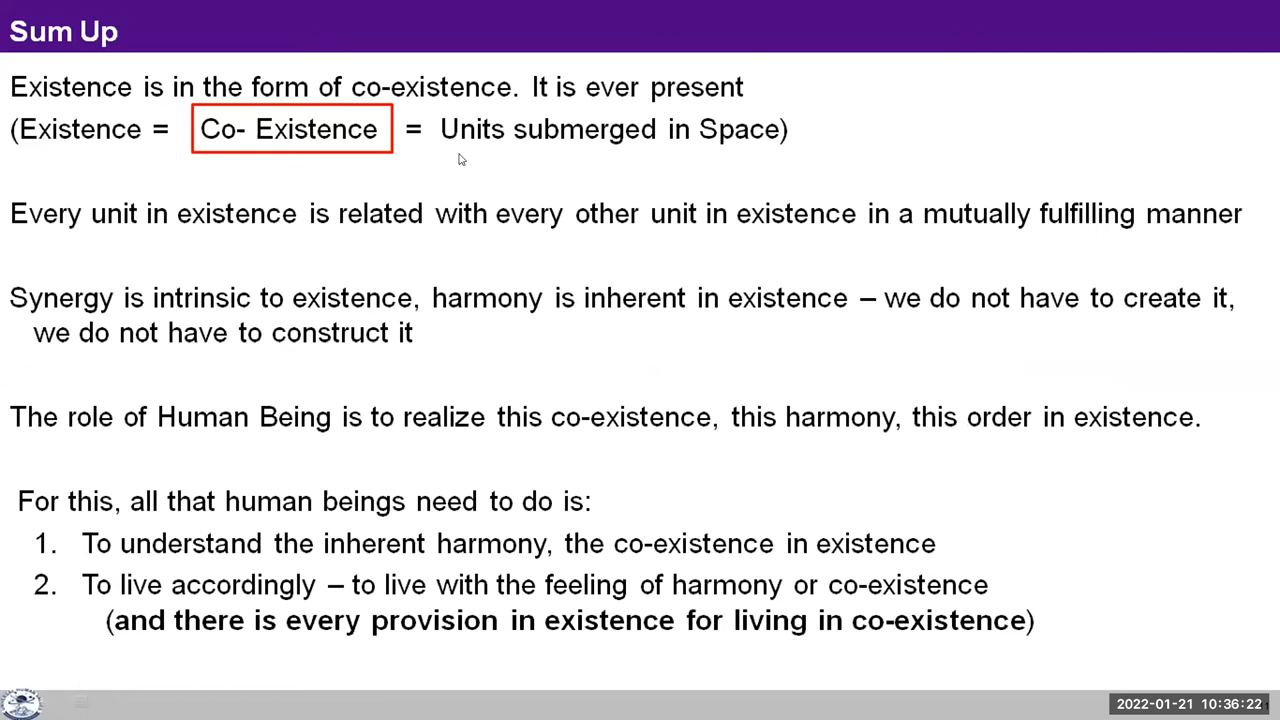 Sum Up
Existence is in the form of co-existence. It is ever present
(Existence = Co- Existence = Units submerged in Space)
Every unit in existence is related with every other unit in existence in a mutually fulfilling manner
Synergy is intrinsic to existence, harmony is inherent in existence – we do not have to create it,
we do not have to construct it
The role of Human Being is to realize this co-existence, this harmony, this order in existence.
For this, all that human beings need to do is:
1. To understand the inherent harmony, the co-existence in existence
2. To live accordingly – to live with the feeling of harmony or co-existence
(and there is every provision in existence for living in co-existence)
2022-01-21 10:36:22